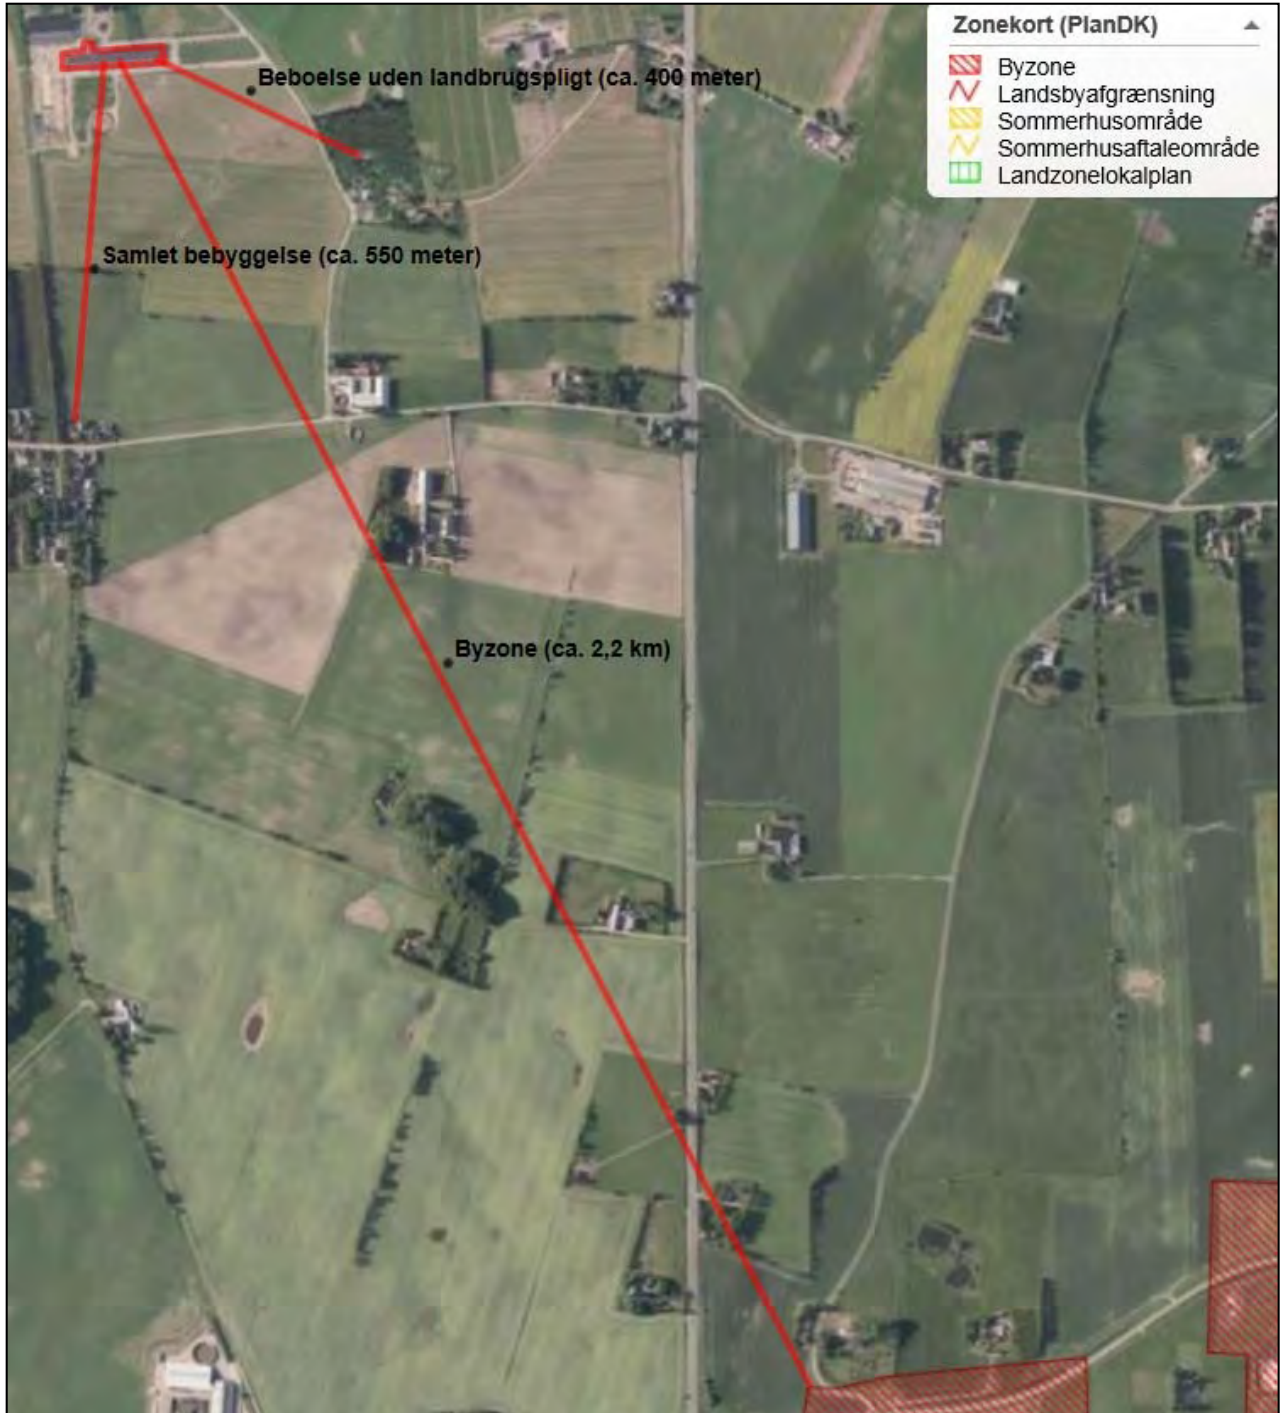 Zonekort (PlanDK)
Byzone
Landsbyafgrænsning
Sommerhusområde
Sommerhusaftaleområde
Landzonelokalplan
Beboelse uden landbrugspligt (ca. 400 meter)
Samlet bebyggelse (ca. 550 meter)
Byzone (ca. 2,2 km)